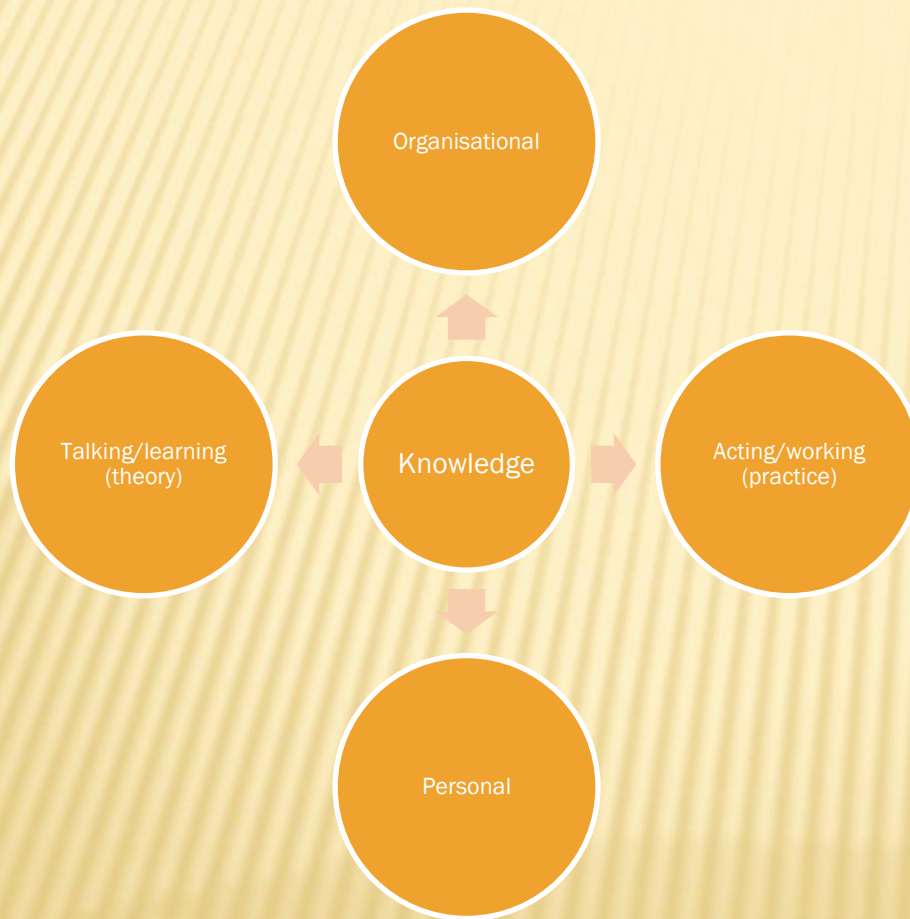 Organisational
Talking/learning
(theory)
Knowledge
Acting/working
(practice)
Personal